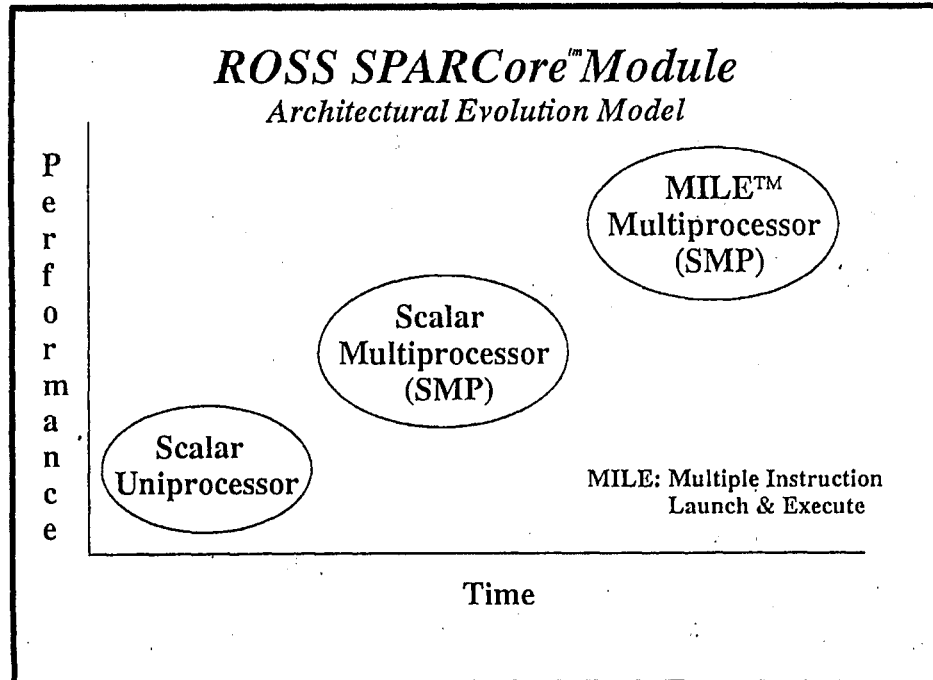 ROSS SPARCore™ Module
Architectural Evolution Model
Performance
MILE™
Multiprocessor
(SMP)
Scalar
Multiprocessor
(SMP)
Scalar
Uniprocessor
MILE: Multiple Instruction
Launch & Execute
Time